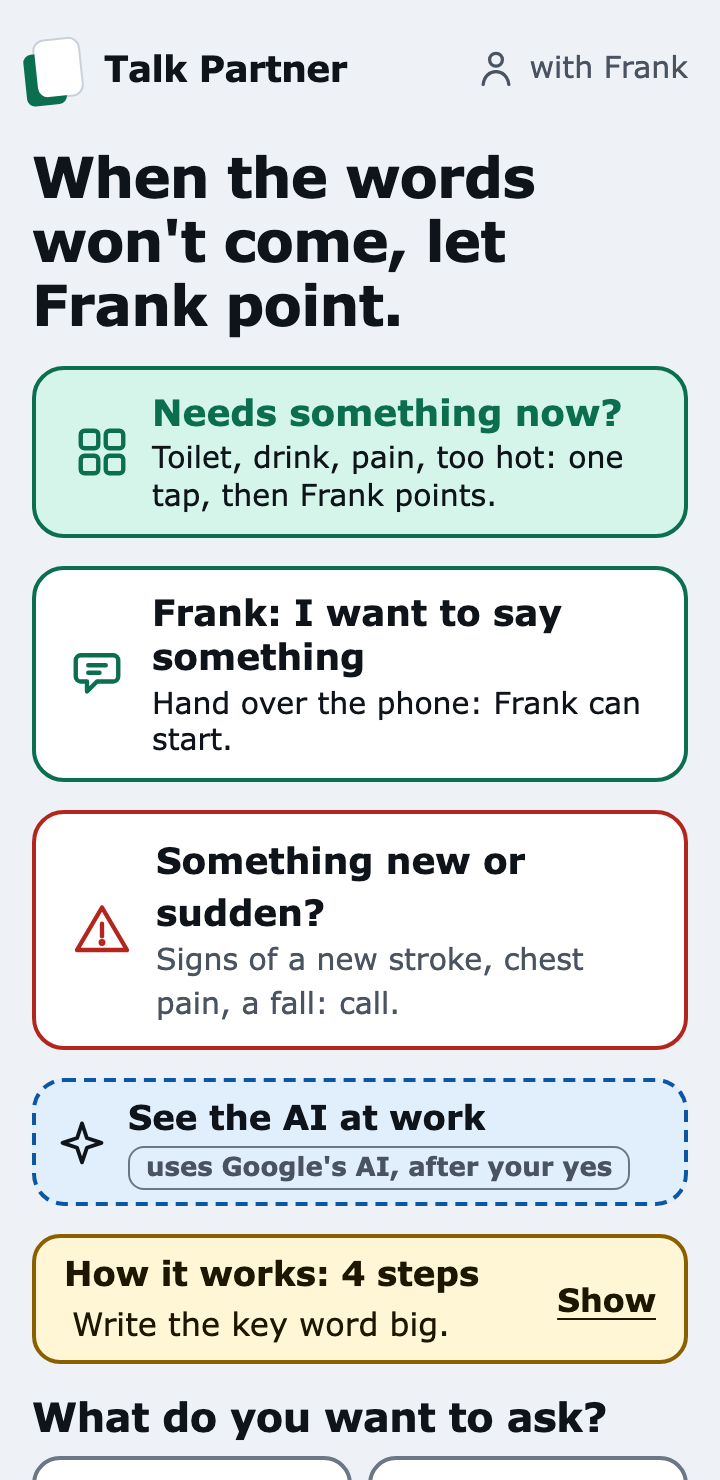 Talk Partner
with Frank
When the words
won't come, let
Frank point.
Needs something now?
Toilet, drink, pain, too hot: one
tap, then Frank points.
Frank: I want to say
something
Hand over the phone: Frank can
start.
Something new or
sudden?
Signs of a new stroke, chest
pain, a fall: call.
See the AI at work
uses Google's AI, after your yes
How it works: 4 steps
Write the key word big.
Show
What do you want to ask?